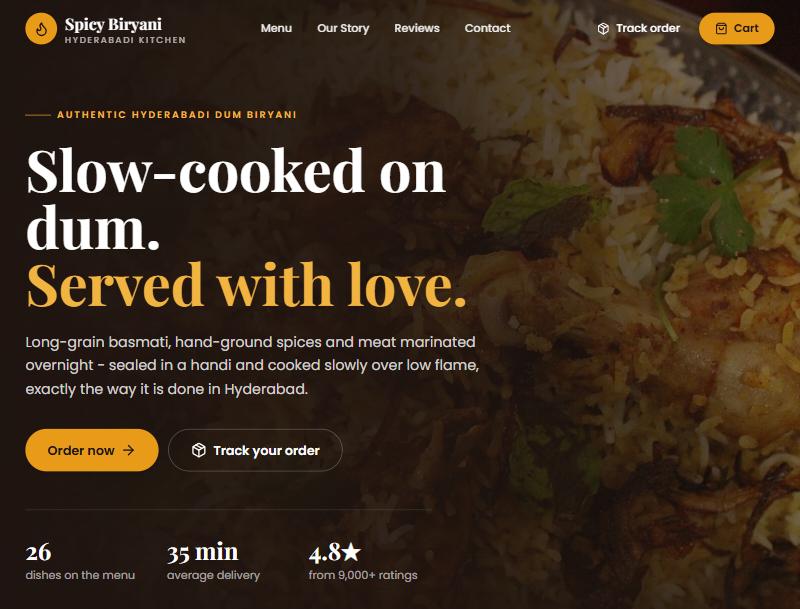 Spicy Biryani
HYDERABADI KITCHEN
Menu Our Story Reviews Contact
Track order
Cart
AUTHENTIC HYDERABADI DUM BIRYANI
Slow-cooked on
dum.
Served with love.
Long-grain basmati, hand-ground spices and meat marinated
overnight - sealed in a handi and cooked slowly over low flame,
exactly the way it is done in Hyderabad.
Order now →
Track your order
26
dishes on the menu
35 min
average delivery
4.8★
from 9,000+ ratings